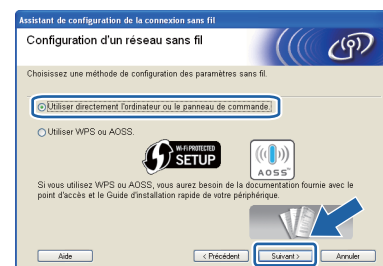 Assistant de configuration de la connexion sans fil
Configuration d'un réseau sans fil
Choisissez une méthode de configuration des paramètres sans fil.
Utiliser directement l'ordinateur ou le panneau de commande.
Utiliser WPS ou AOSS.
WI-FI PROTECTED
SETUP
AOSS™
Si vous utilisez WPS ou AOSS, vous aurez besoin de la documentation fournie avec le
point d'accès et le Guide d'installation rapide de votre périphérique.
Aide
< Précédent
Suivant >
Annuler